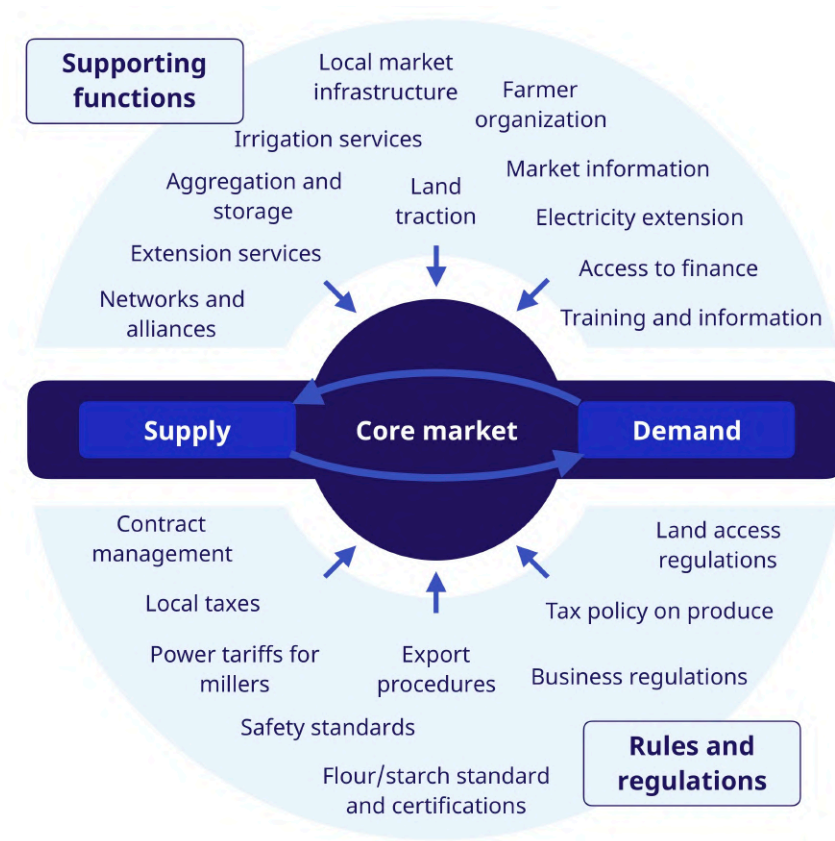 Supporting
functions
Local market
infrastructure
Farmer
organization
Irrigation services
Market information
Aggregation and
storage
Land
traction
Electricity extension
Extension services
Access to finance
Networks and
alliances
Training and information
Supply
Core market
Demand
Contract
management
Land access
regulations
Local taxes
Tax policy on produce
Power tariffs for
millers
Export
procedures
Business regulations
Safety standards
Rules and
regulations
Flour/starch standard
and certifications